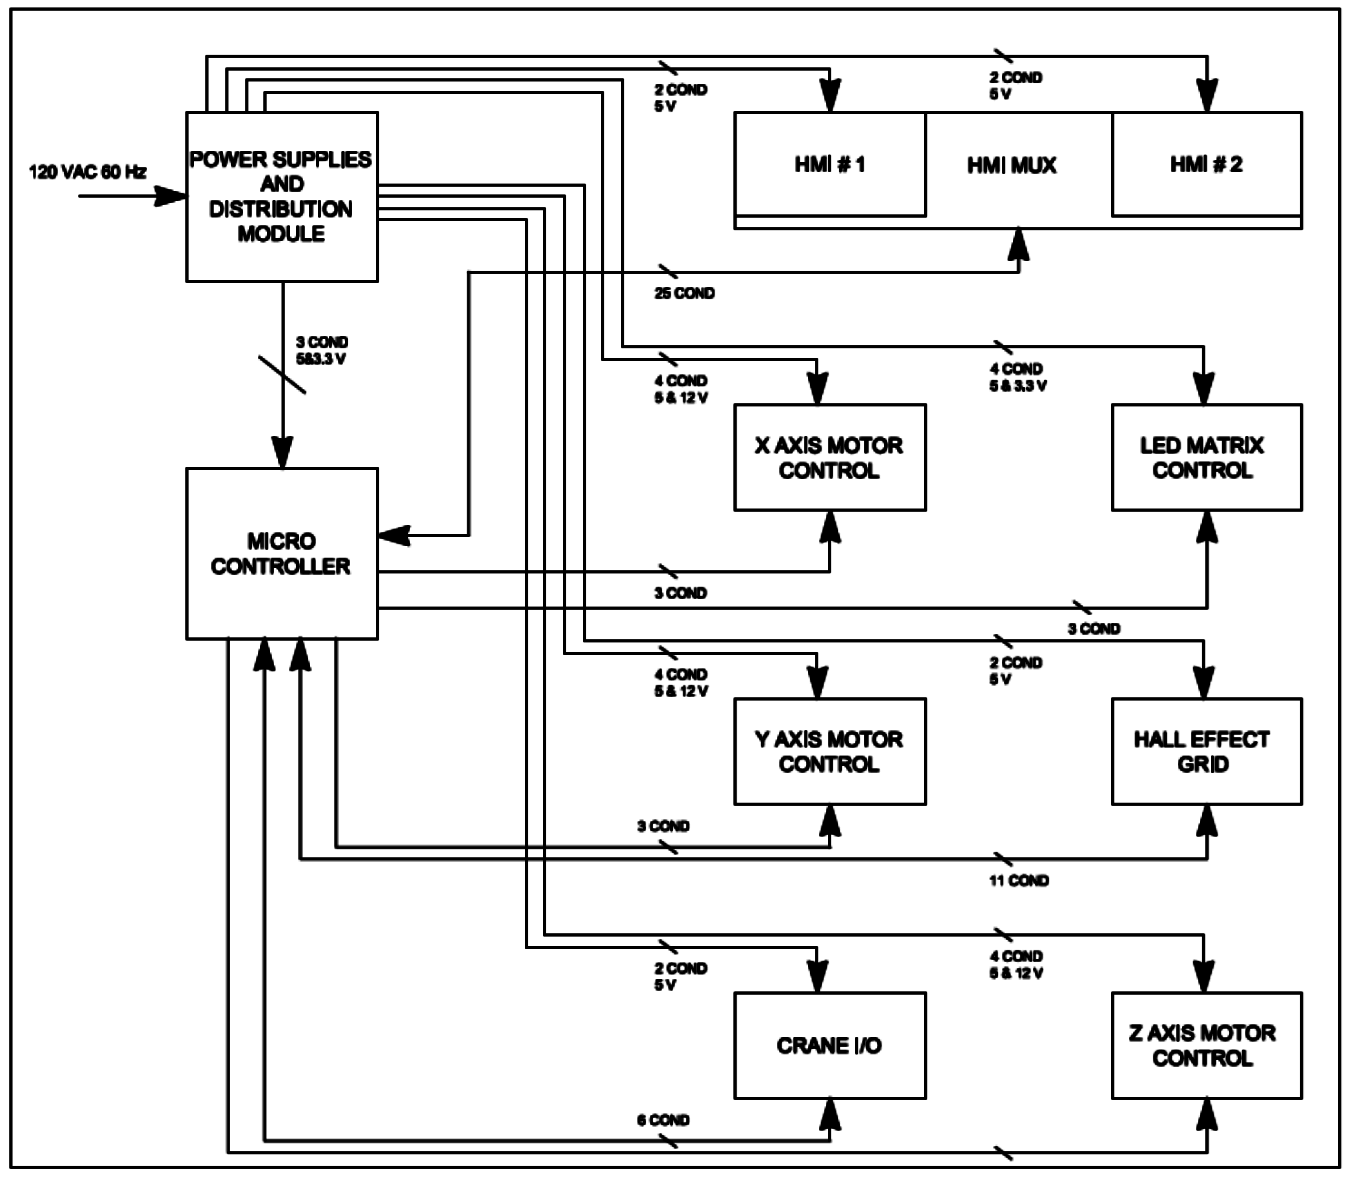 2 COND
5 V
2 COND
5 V
120 VAC 60 Hz
POWER SUPPLIES
AND
DISTRIBUTION
MODULE
HMI # 1
HMI MUX
HMI # 2
25 COND
3 COND
5&3.3 V
4 COND
5 & 12 V
4 COND
5 & 3.3 V
X AXIS MOTOR
CONTROL
LED MATRIX
CONTROL
MICRO
CONTROLLER
3 COND
3 COND
4 COND
5 & 12 V
2 COND
5 V
Y AXIS MOTOR
CONTROL
HALL EFFECT
GRID
3 COND
11 COND
2 COND
5 V
4 COND
5 & 12 V
CRANE I/O
Z AXIS MOTOR
CONTROL
6 COND